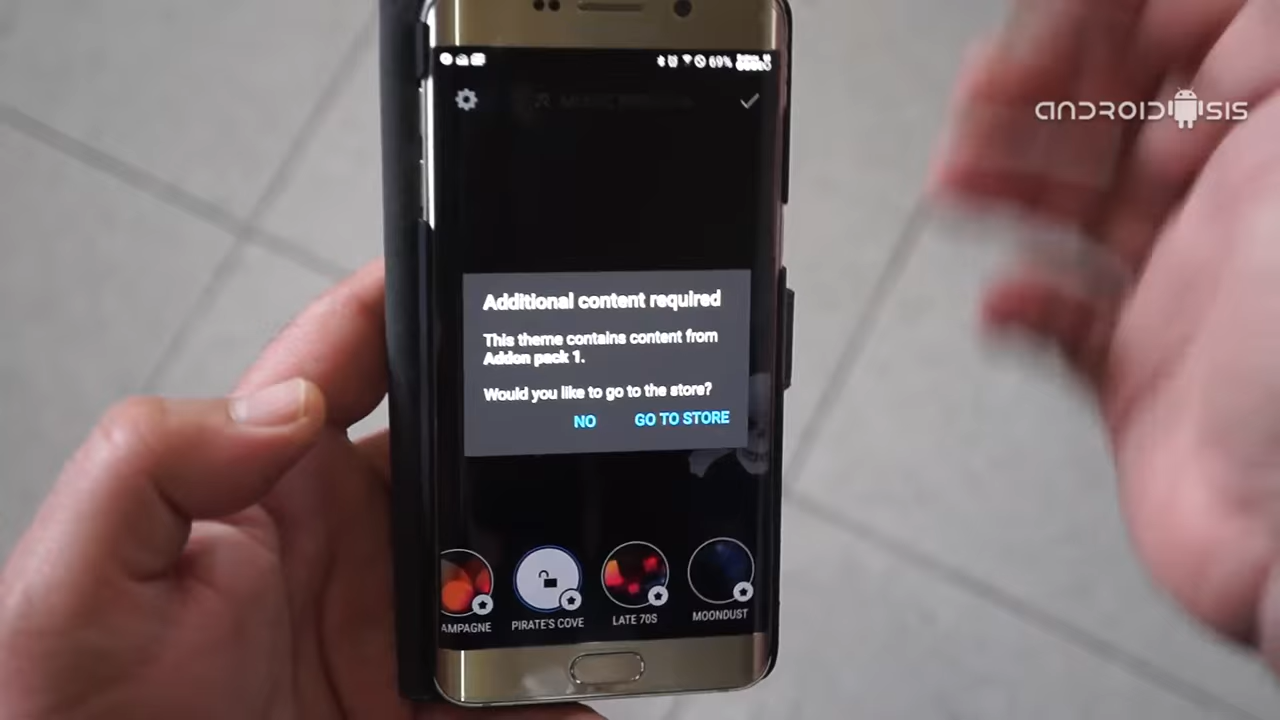 69%
ANDROIDSIS
Additional content required
This theme contains content from
Addon pack 1.
Would you like to go to the store?
NO GO TO STORE
AMPAGNE PIRATE'S COVE LATE 70S MOONDUST